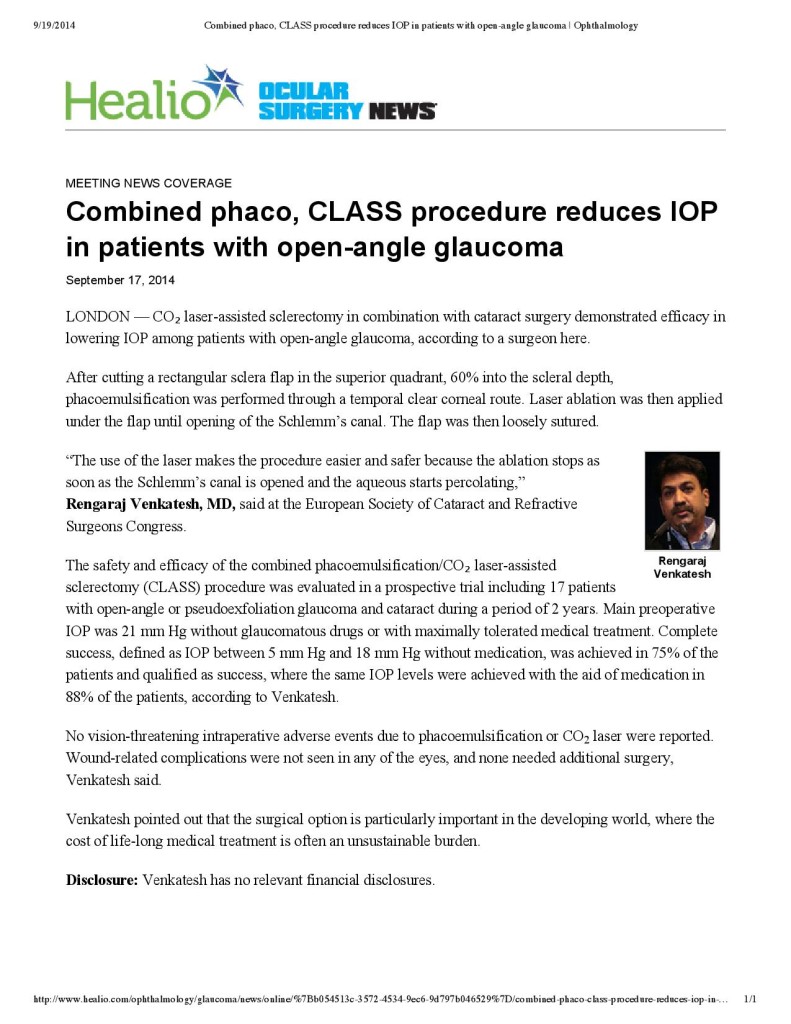 9/19/2014 Combined phaco, CLASS procedure reduces IOP in patients with open-angle glaucoma | Ophthalmology
Healio OCULAR
SURGERY NEWS
MEETING NEWS COVERAGE
Combined phaco, CLASS procedure reduces IOP
in patients with open-angle glaucoma
September 17, 2014
LONDON — CO₂ laser-assisted sclerectomy in combination with cataract surgery demonstrated efficacy in
lowering IOP among patients with open-angle glaucoma, according to a surgeon here.
After cutting a rectangular sclera flap in the superior quadrant, 60% into the scleral depth,
phacoemulsification was performed through a temporal clear corneal route. Laser ablation was then applied
under the flap until opening of the Schlemm’s canal. The flap was then loosely sutured.
“The use of the laser makes the procedure easier and safer because the ablation stops as
soon as the Schlemm’s canal is opened and the aqueous starts percolating,”
Rengaraj Venkatesh, MD, said at the European Society of Cataract and Refractive
Surgeons Congress.
Rengaraj
Venkatesh
The safety and efficacy of the combined phacoemulsification/CO₂ laser-assisted
sclerectomy (CLASS) procedure was evaluated in a prospective trial including 17 patients
with open-angle or pseudoexfoliation glaucoma and cataract during a period of 2 years. Main preoperative
IOP was 21 mm Hg without glaucomatous drugs or with maximally tolerated medical treatment. Complete
success, defined as IOP between 5 mm Hg and 18 mm Hg without medication, was achieved in 75% of the
patients and qualified as success, where the same IOP levels were achieved with the aid of medication in
88% of the patients, according to Venkatesh.
No vision-threatening intraperative adverse events due to phacoemulsification or CO₂ laser were reported.
Wound-related complications were not seen in any of the eyes, and none needed additional surgery,
Venkatesh said.
Venkatesh pointed out that the surgical option is particularly important in the developing world, where the
cost of life-long medical treatment is often an unsustainable burden.
Disclosure: Venkatesh has no relevant financial disclosures.
http://www.healio.com/ophthalmology/glaucoma/news/online/%7Bb054513c-3572-4534-9ec6-9d797b046529%7D/combined-phaco-class-procedure-reduces-iop-in-… 1/1